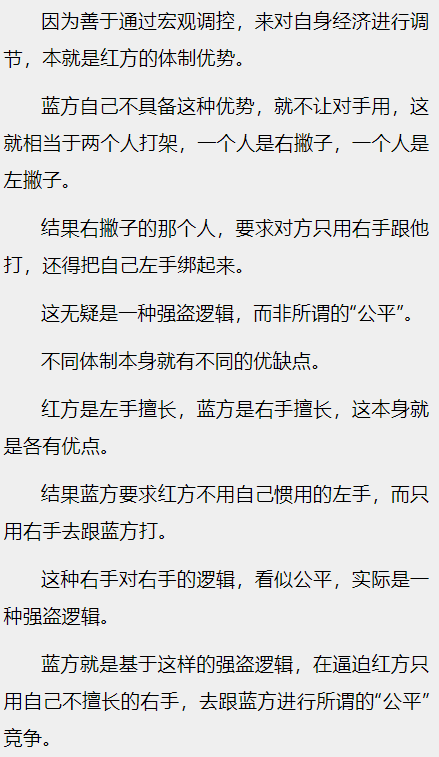 因为善于通过宏观调控，来对自身经济进行调
节，本就是红方的体制优势。
蓝方自己不具备这种优势，就不让对手用，这
就相当于两个人打架，一个人是右撇子，一个人是
左撇子。
结果右撇子的那个人，要求对方只用右手跟他
打，还得把自己左手绑起来。
这无疑是一种强盗逻辑，而非所谓的“公平”。
不同体制本身就有不同的优缺点。
红方是左手擅长，蓝方是右手擅长，这本身就
是各有优点。
结果蓝方要求红方不用自己惯用的左手，而只
用右手去跟蓝方打。
这种右手对右手的逻辑，看似公平，实际是一
种强盗逻辑。
蓝方就是基于这样的强盗逻辑，在逼迫红方只
用自己不擅长的右手，去跟蓝方进行所谓的“公平”
竞争。